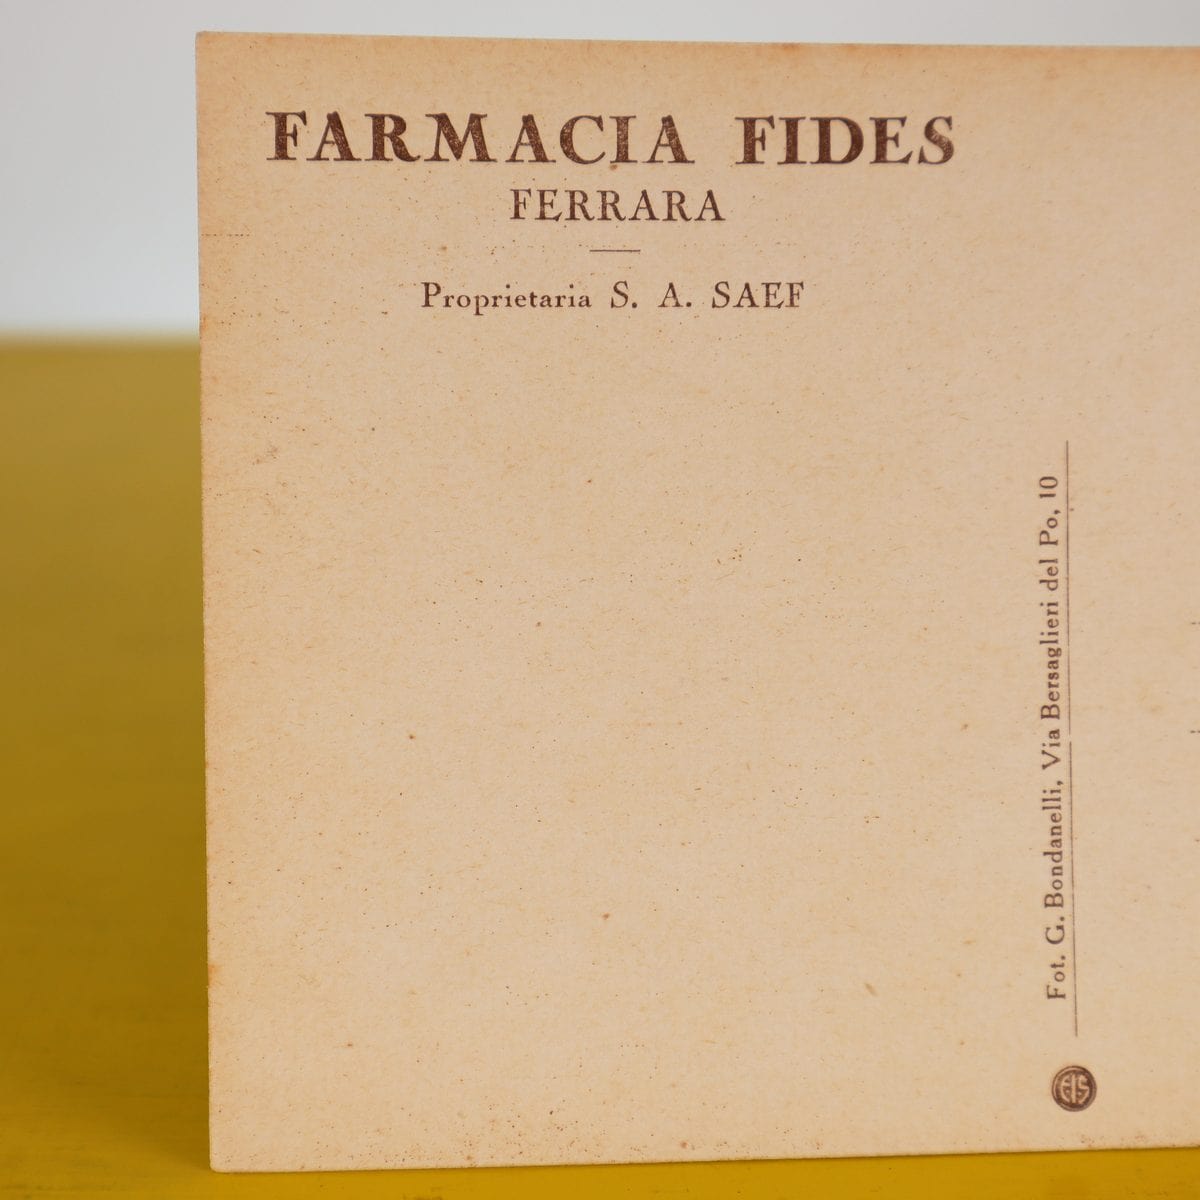 FARMACIA FIDES
FERRARA
Proprietaria S. A. SAEF
Fot. G. Bondanelli, Via Bersaglieri del Po, 10
EIS